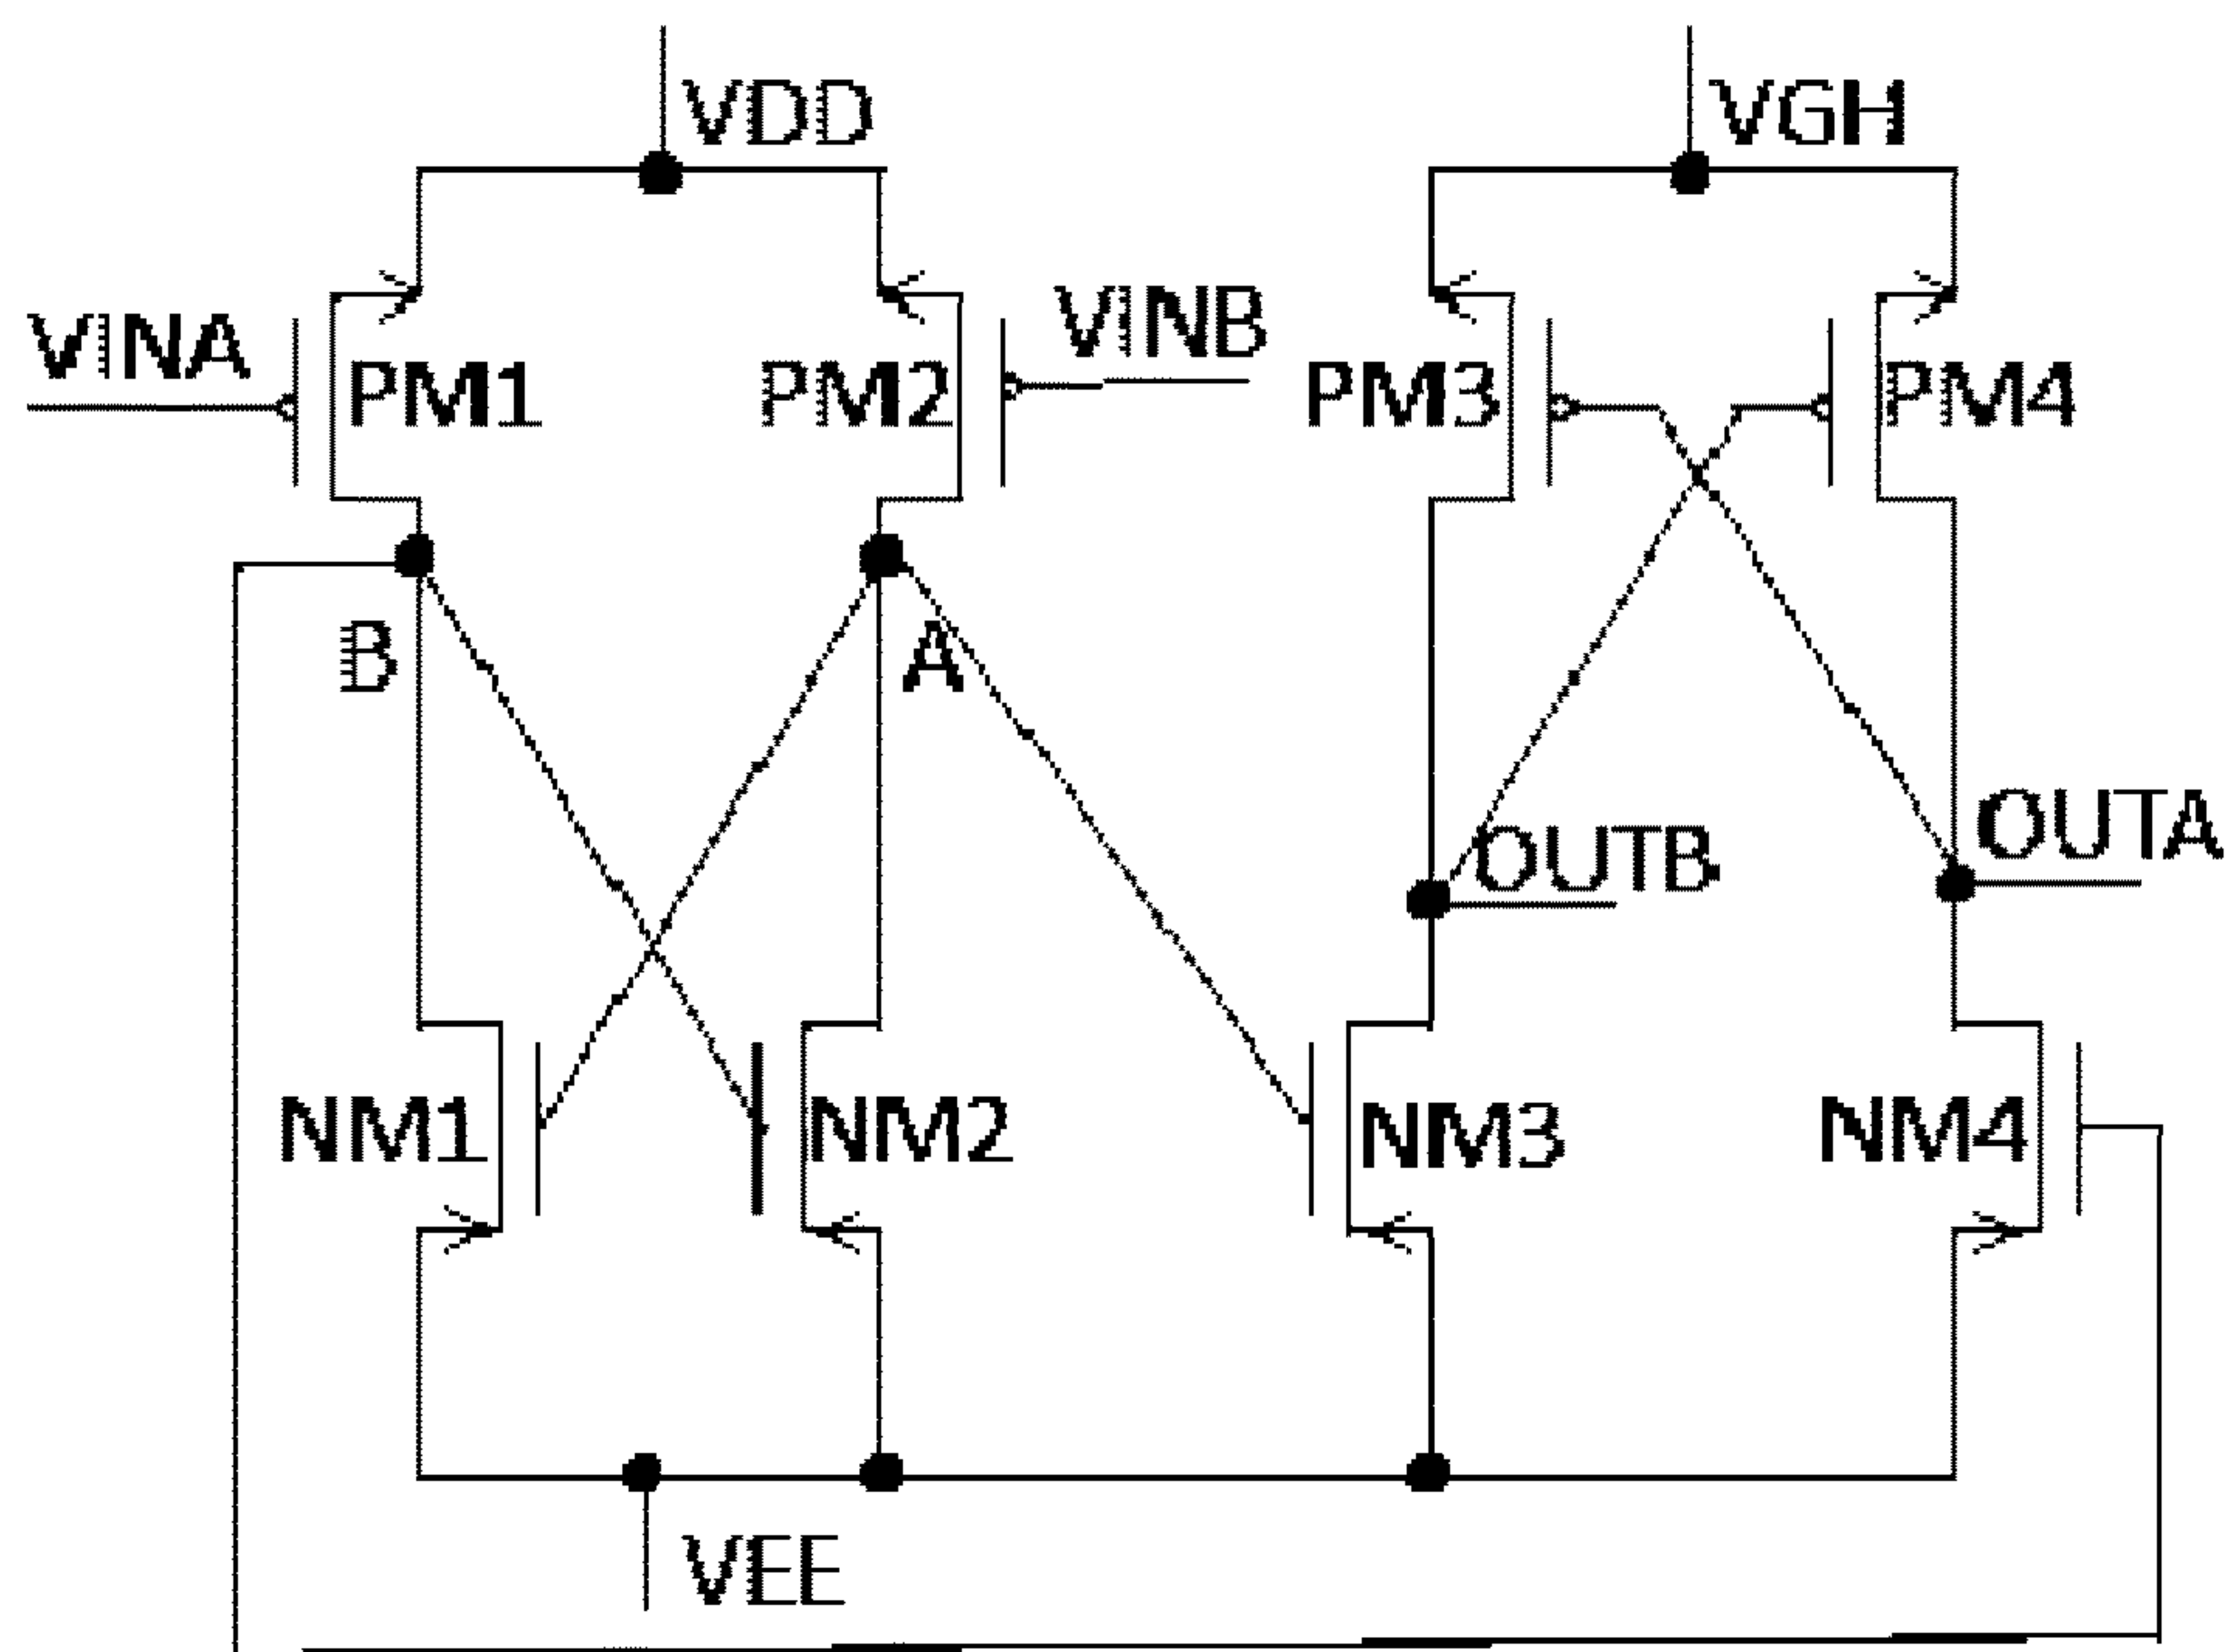 VDD
VGH
VINA
VINB
PM1
PM2
PM3
PM4
B
A
OUTB
OUTA
NM1
NM2
NM3
NM4
VEE